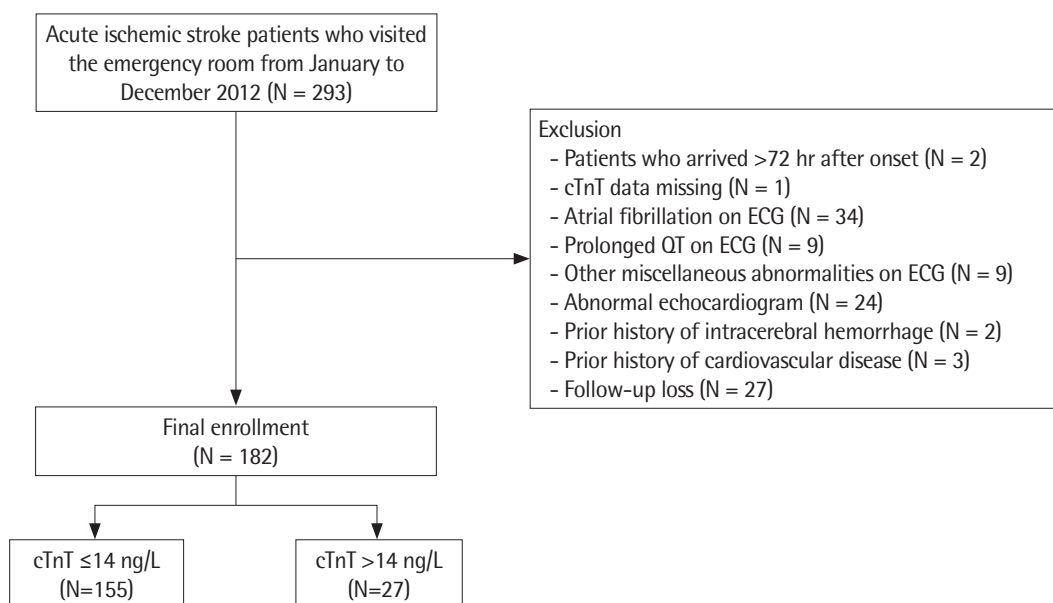 Acute ischemic stroke patients who visited
the emergency room from January to
December 2012 (N = 293)
Exclusion
- Patients who arrived >72 hr after onset (N = 2)
- cTnT data missing (N = 1)
- Atrial fibrillation on ECG (N = 34)
- Prolonged QT on ECG (N = 9)
- Other miscellaneous abnormalities on ECG (N = 9)
- Abnormal echocardiogram (N = 24)
- Prior history of intracerebral hemorrhage (N = 2)
- Prior history of cardiovascular disease (N = 3)
- Follow-up loss (N = 27)
Final enrollment
(N = 182)
cTnT ≤14 ng/L
(N=155)
cTnT >14 ng/L
(N=27)